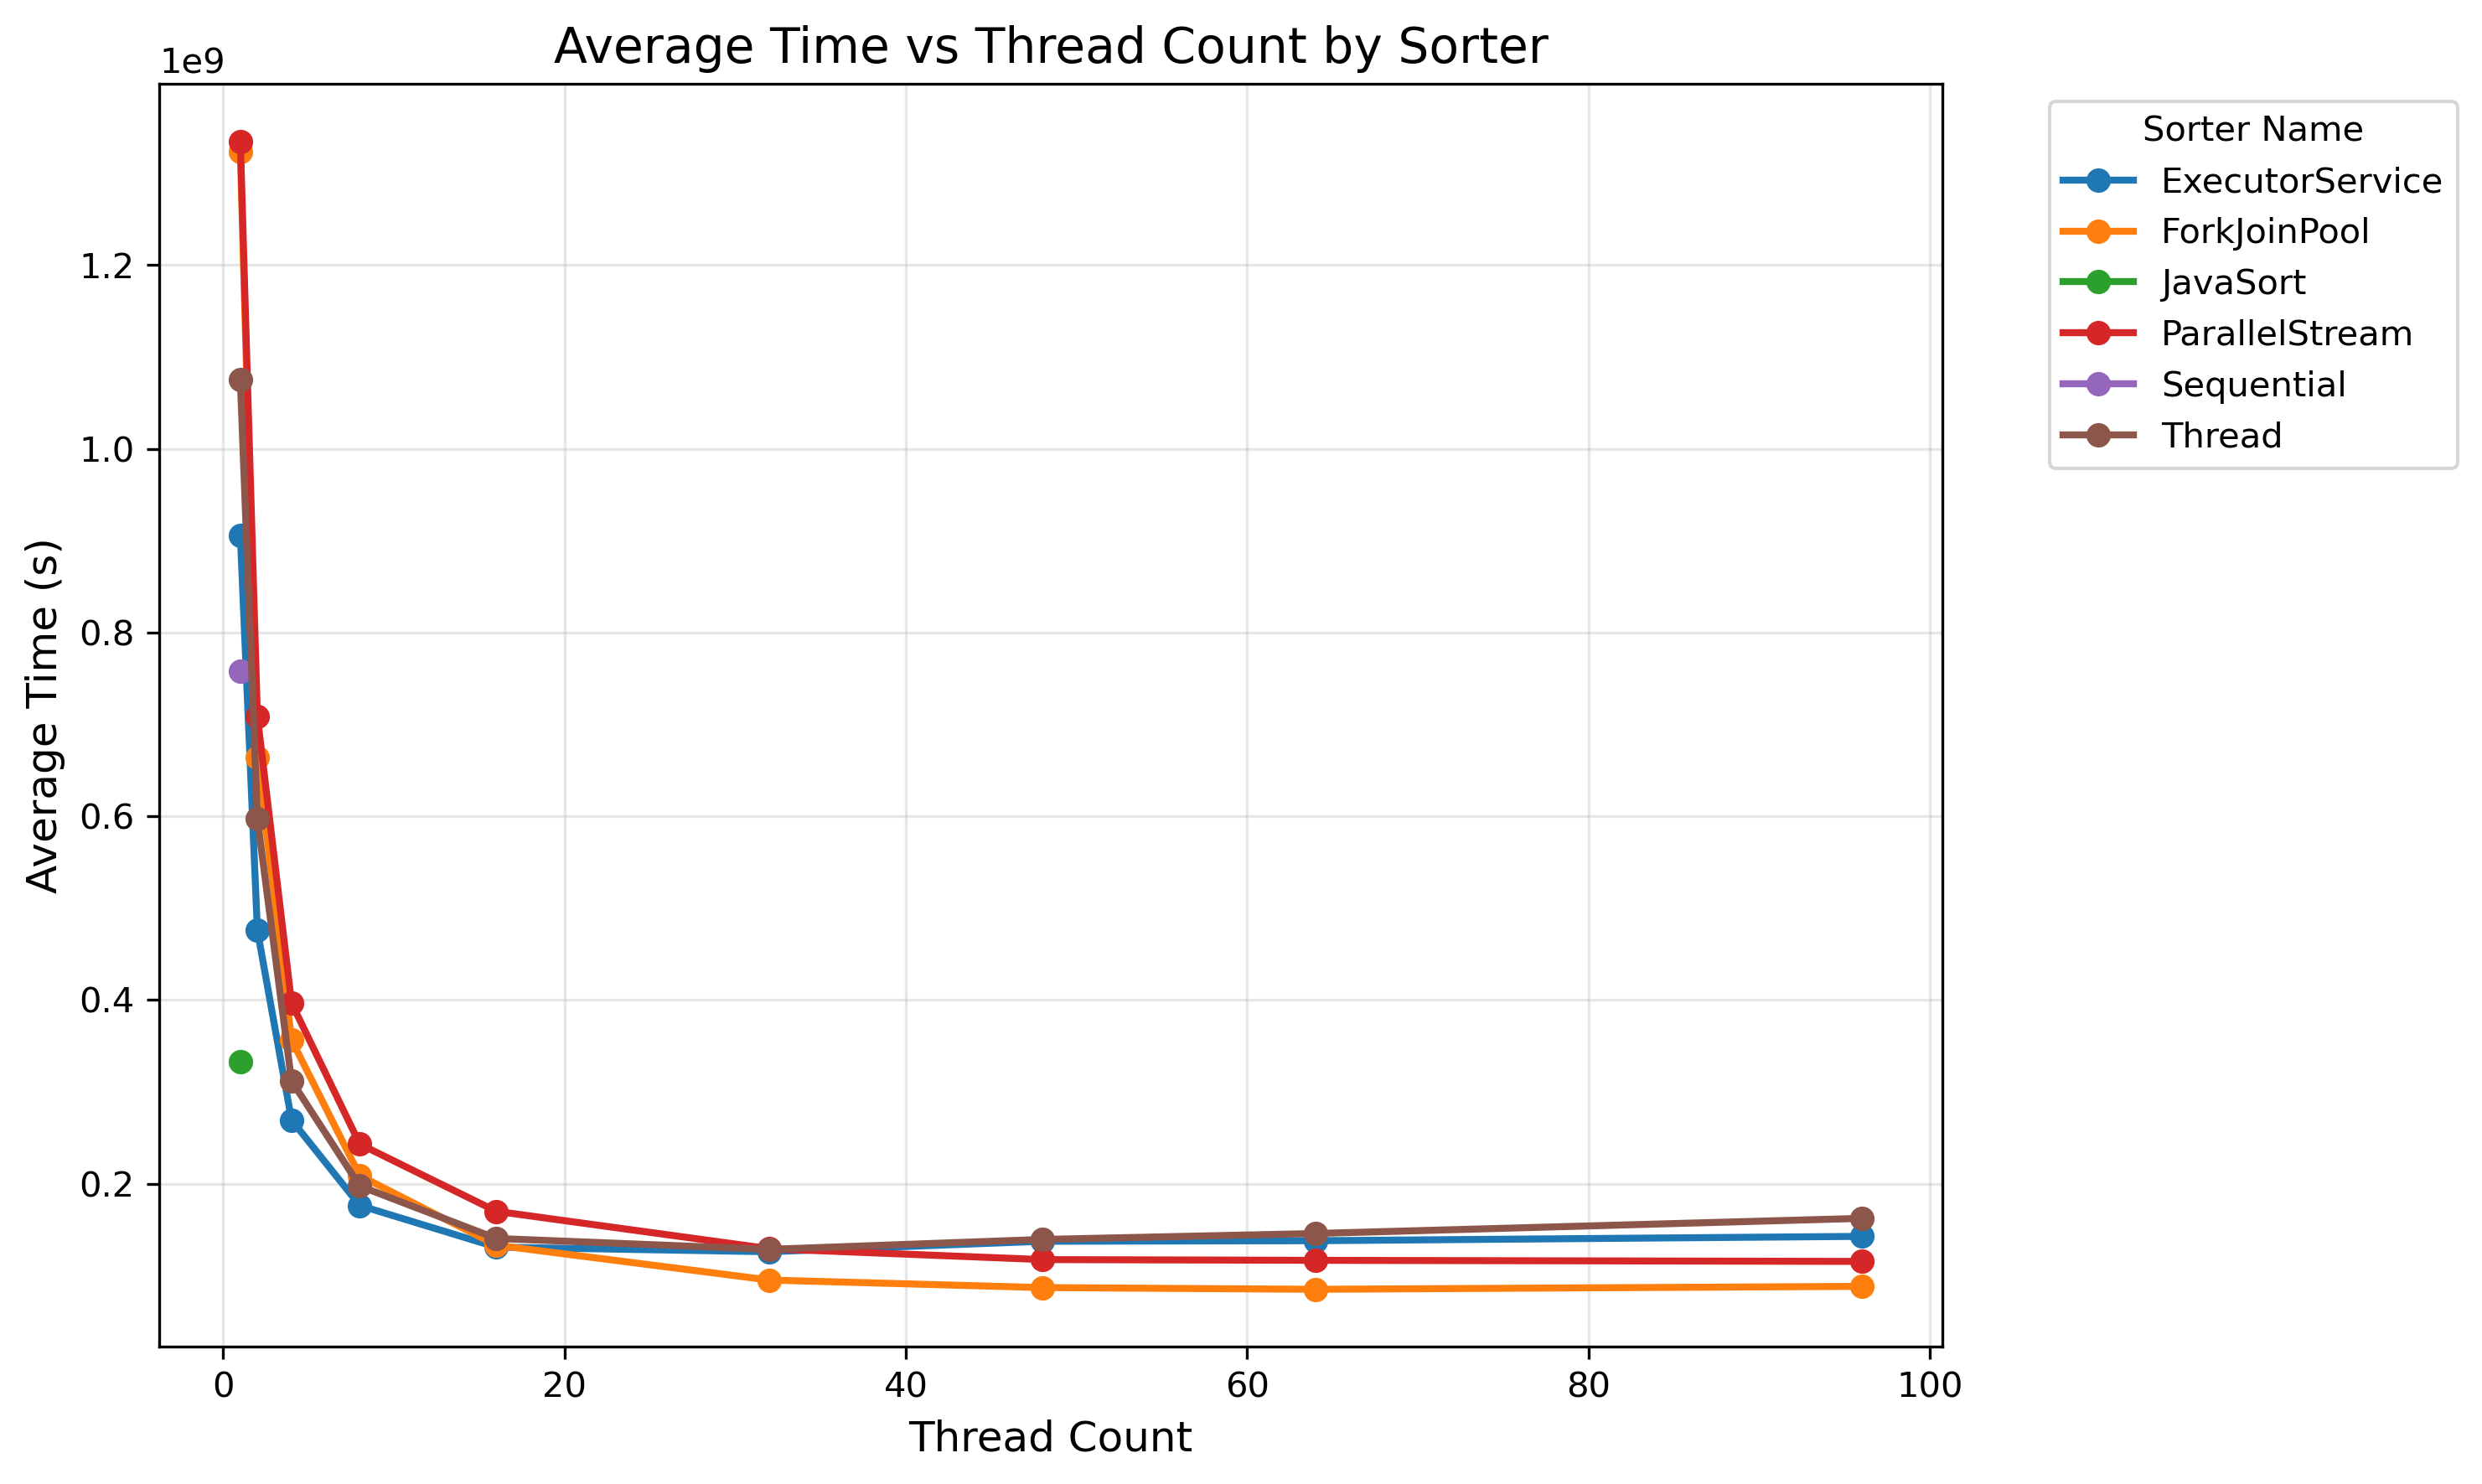 Average Time vs Thread Count by Sorter
1e9
1.2
1.0
0.8
0.6
0.4
0.2
Average Time (s)
0 20 40 60 80 100
Thread Count
Sorter Name
ExecutorService
ForkJoinPool
JavaSort
ParallelStream
Sequential
Thread